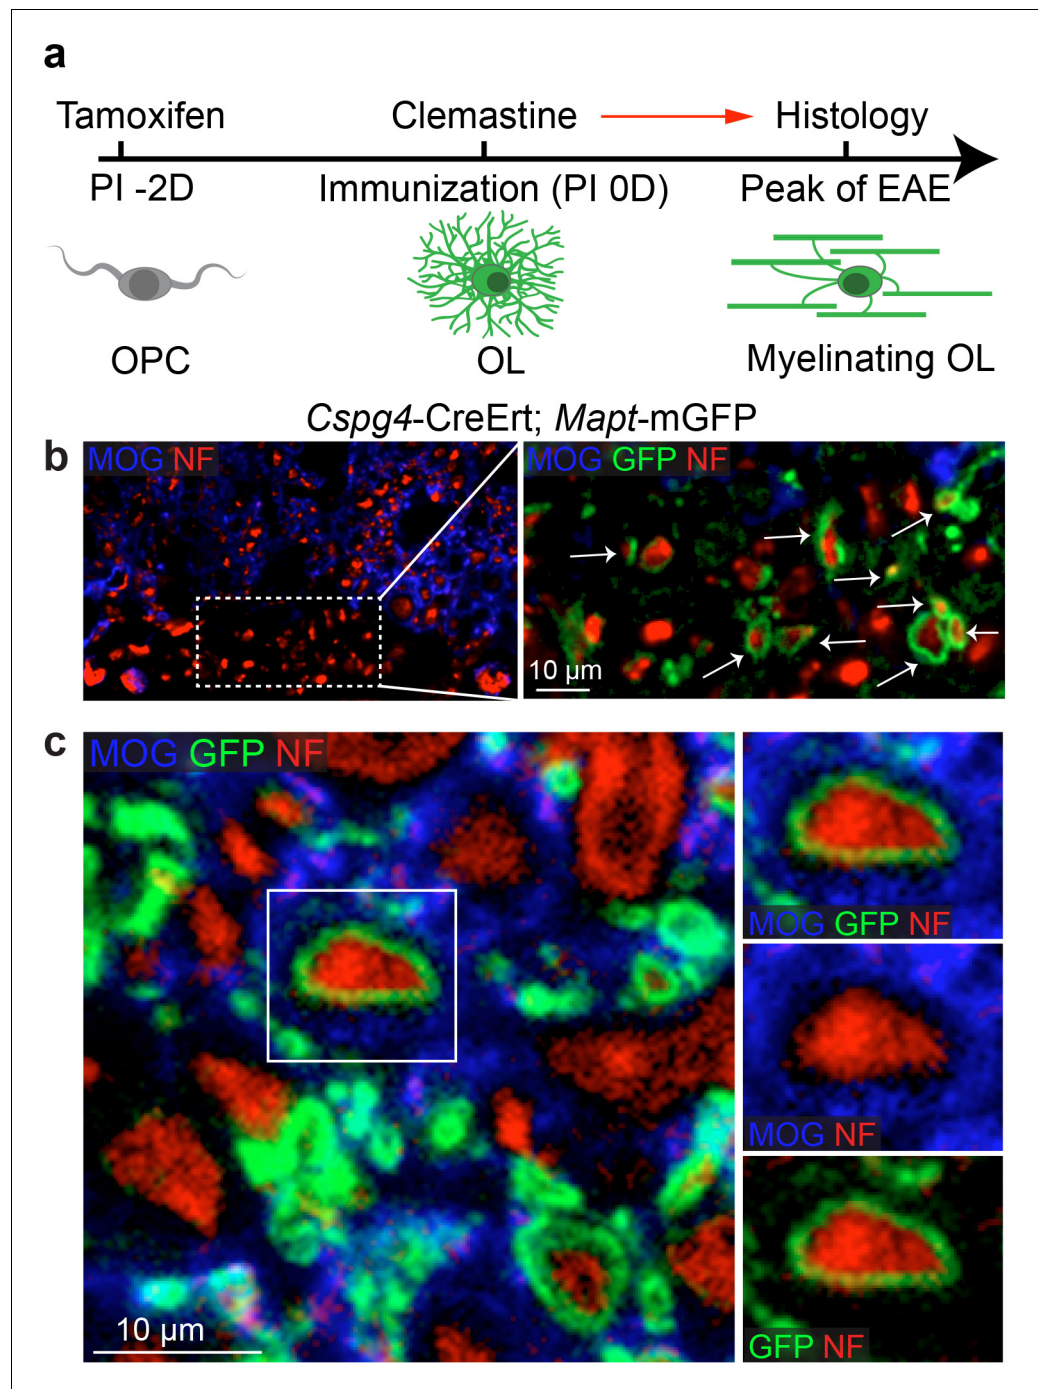 a
Tamoxifen Clemastine Histology
PI -2D Immunization (PI 0D) Peak of EAE
OPC OL Myelinating OL
Cspg4-CreErt; Mapt-mGFP
b
MOG NF
MOG GFP NF
10 µm
c
MOG GFP NF
10 µm
MOG GFP NF
MOG NF
GFP NF